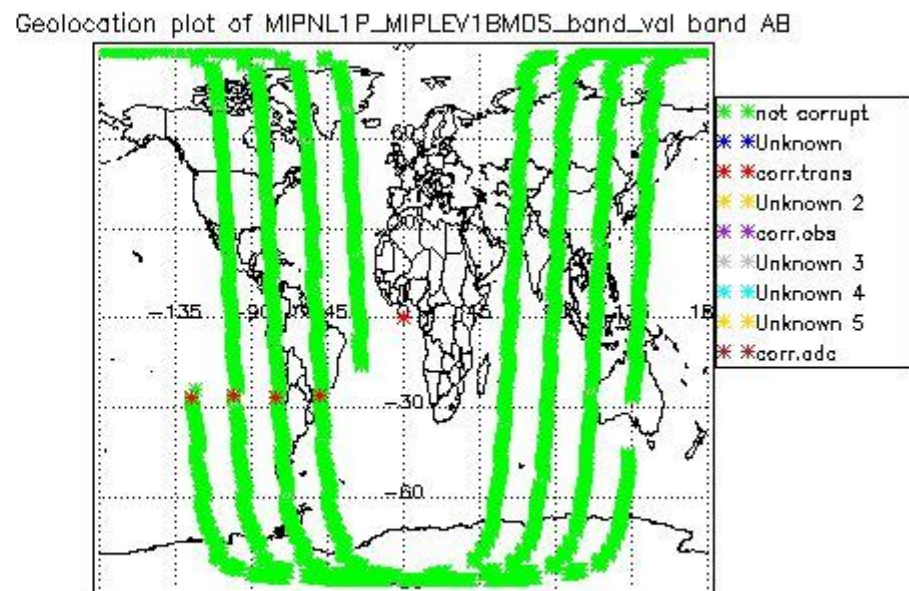 Geolocation plot of MIPNL1P_MIPLEV1BMDS_band_val band AB
not corrupt
Unknown
corr.trans
Unknown 2
corr.obs
Unknown 3
Unknown 4
Unknown 5
corr.adc
-135
-90
-45
-30
-60